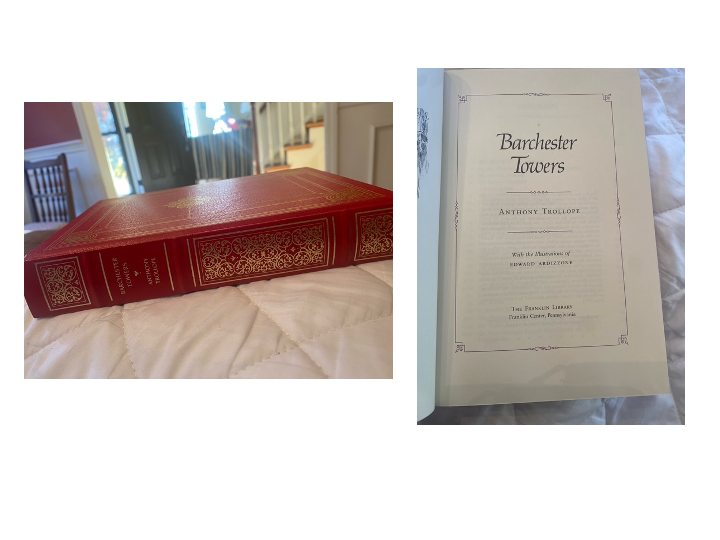 BARCHESTER
TOWERS
ANTHONY
TROLLOPE
Barchester
Towers
ANTHONY TROLLOPE
With the Illustrations of
EDWARD ARDIZZONE
THE FRANKLIN LIBRARY
Franklin Center, Pennsylvania